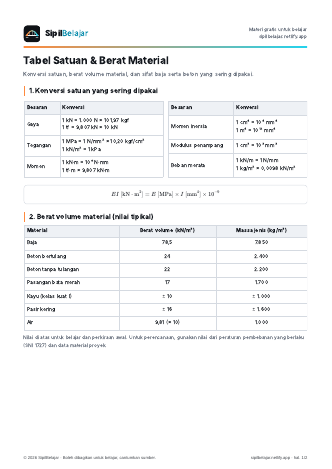 SipilBelajar
Materi grafis untuk belajar
sipilbelajar.netlify.app
Tabel Satuan & Berat Material
Konversi satuan, berat volume material, dan sifat baja serta beton yang sering dipakai.
1. Konversi satuan yang sering dipakai
Besaran Konversi
Gaya 1 kN = 1.000 N = 101,97 kgf
1 tf = 9,807 kN ≈ 10 kN
Tegangan 1 MPa = 1 N/mm² = 10,20 kgf/cm²
1 kN/m² = 1 kPa
Momen 1 kN·m = 10⁶ N·mm
1 tf·m = 9,807 kN·m
Besaran Konversi
Momen inersia 1 cm⁴ = 10⁴ mm⁴
1 m⁴ = 10¹² mm⁴
Modulus penampang 1 cm³ = 10³ mm³
Beban merata 1 kN/m = 1 N/mm
1 kg/m² = 0,0098 kN/m²
EI [kN · m²] = E [MPa] × I [mm⁴] × 10⁻⁹
2. Berat volume material (nilai tipikal)
Material Berat volume (kN/m³) Massa jenis (kg/m³)
Baja 78,5 7.850
Beton bertulang 24 2.400
Beton tanpa tulangan 22 2.200
Pasangan bata merah 17 1.700
Kayu (kelas kuat I) ± 10 ± 1.000
Pasir kering ± 16 ± 1.600
Air 9,81 (≈ 10) 1.000
Nilai di atas untuk belajar dan perkiraan awal. Untuk perencanaan, gunakan nilai dari peraturan pembebanan yang berlaku
(SNI 1727) dan data material proyek.
© 2026 SipilBelajar · Boleh dibagikan untuk belajar, cantumkan sumber.
sipilbelajar.netlify.app · hal. 1/2